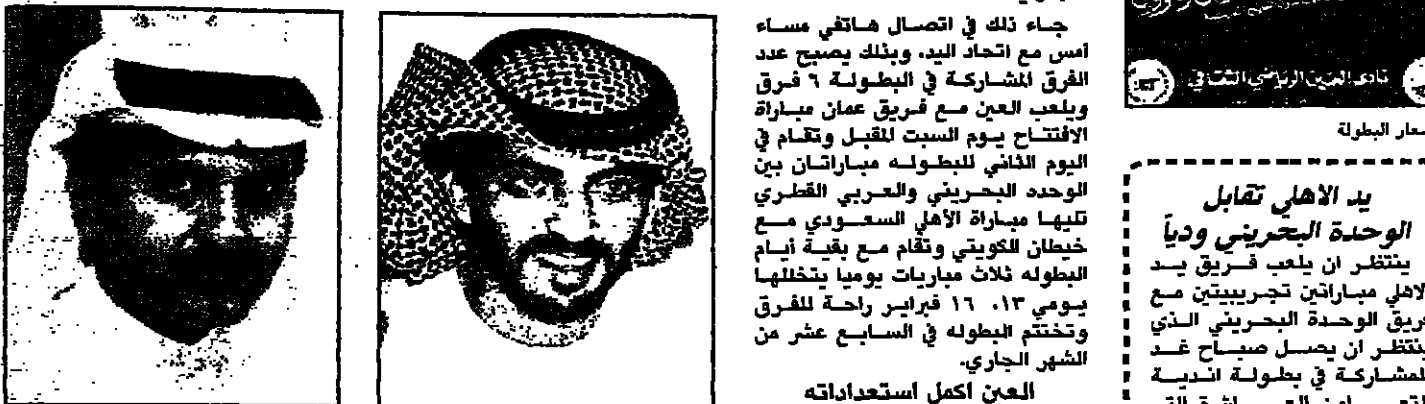 نادي العين الرياضي الثقافي
شعار البطولة
يد الاهلي تقابل
الوحدة البحريني ودياً
ينتظر ان يلعب فريق يد
الاهلي مباراتين تجريبيتين مع
فريق الوحدة البحريني الذي
ينتظر ان يصل صباح غد
للمشاركة في بطولة اندية
جاء ذلك في اتصال هاتفي مساء
امس مع اتحاد اليد. وبذلك يصبح عدد
الفرق المشاركة في البطولة ٦ فرق
ويلعب العين مع فريق عمان مباراة
الافتتاح يوم السبت المقبل وتقام في
اليوم الثاني للبطوله مباراتان بين
الوحده البحريني والعربي القطري
تليها مباراة الأهلي السعودي مع
خيطان الكويتي وتقام مع بقية أيام
البطوله ثلاث مباريات يوميا يتخللها
يومي ١٣، ١٦ فبراير راحة للفرق
وتختتم البطوله في السابع عشر من
الشهر الجاري.
العين اكمل استعداداته